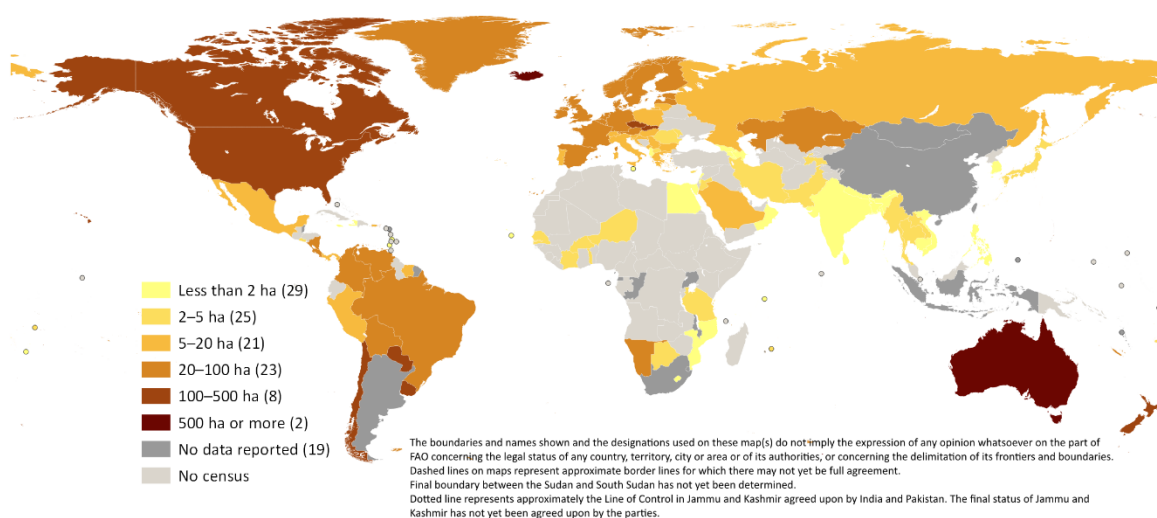 Less than 2 ha (29)
2–5 ha (25)
5–20 ha (21)
20–100 ha (23)
100–500 ha (8)
500 ha or more (2)
No data reported (19)
No census
The boundaries and names shown and the designations used on these map(s) do not imply the expression of any opinion whatsoever on the part of
FAO concerning the legal status of any country, territory, city or area or of its authorities, or concerning the delimitation of its frontiers and boundaries.
Dashed lines on maps represent approximate border lines for which there may not yet be full agreement.
Final boundary between the Sudan and South Sudan has not yet been determined.
Dotted line represents approximately the Line of Control in Jammu and Kashmir agreed upon by India and Pakistan. The final status of Jammu and
Kashmir has not yet been agreed upon by the parties.